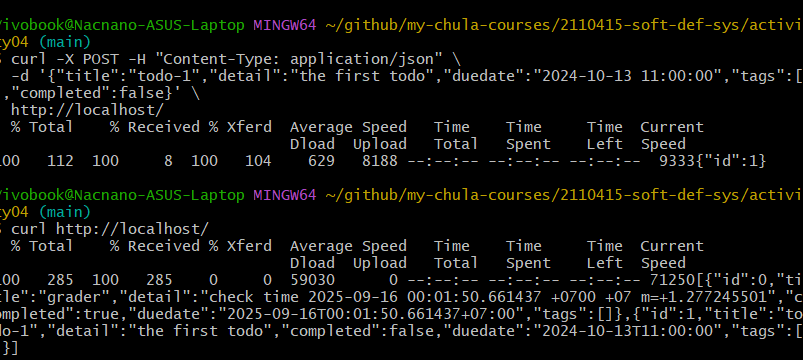 /ivobook@Nacnano-ASUS-Laptop MINGW64 ~/github/my-chula-courses/2110415-soft-def-sys/activi
ty04 (main)
$ curl -X POST -H "Content-Type: application/json" \
-d '{"title":"todo-1","detail":"the first todo","duedate":"2024-10-13 11:00:00","tags":[
,"completed":false}' \
http://localhost/
% Total % Received % Xferd Average Speed Time Time Time Current
Dload Upload Total Spent Left Speed
100 112 100 8 100 104 629 8188 --:--:-- --:--:-- --:--:-- 9333{"id":1}
/ivobook@Nacnano-ASUS-Laptop MINGW64 ~/github/my-chula-courses/2110415-soft-def-sys/activi
ty04 (main)
$ curl http://localhost/
% Total % Received % Xferd Average Speed Time Time Time Current
Dload Upload Total Spent Left Speed
100 285 100 285 0 0 59030 0 --:--:-- --:--:-- --:--:-- 71250[{"id":0,"ti
tle":"grader","detail":"check time 2025-09-16 00:01:50.661437 +0700 +07 m=+1.277245501","c
ompleted":true,"duedate":"2025-09-16T00:01:50.661437+07:00","tags":[]},{"id":1,"title":"to
do-1","detail":"the first todo","completed":false,"duedate":"2024-10-13T11:00:00","tags":[
}]